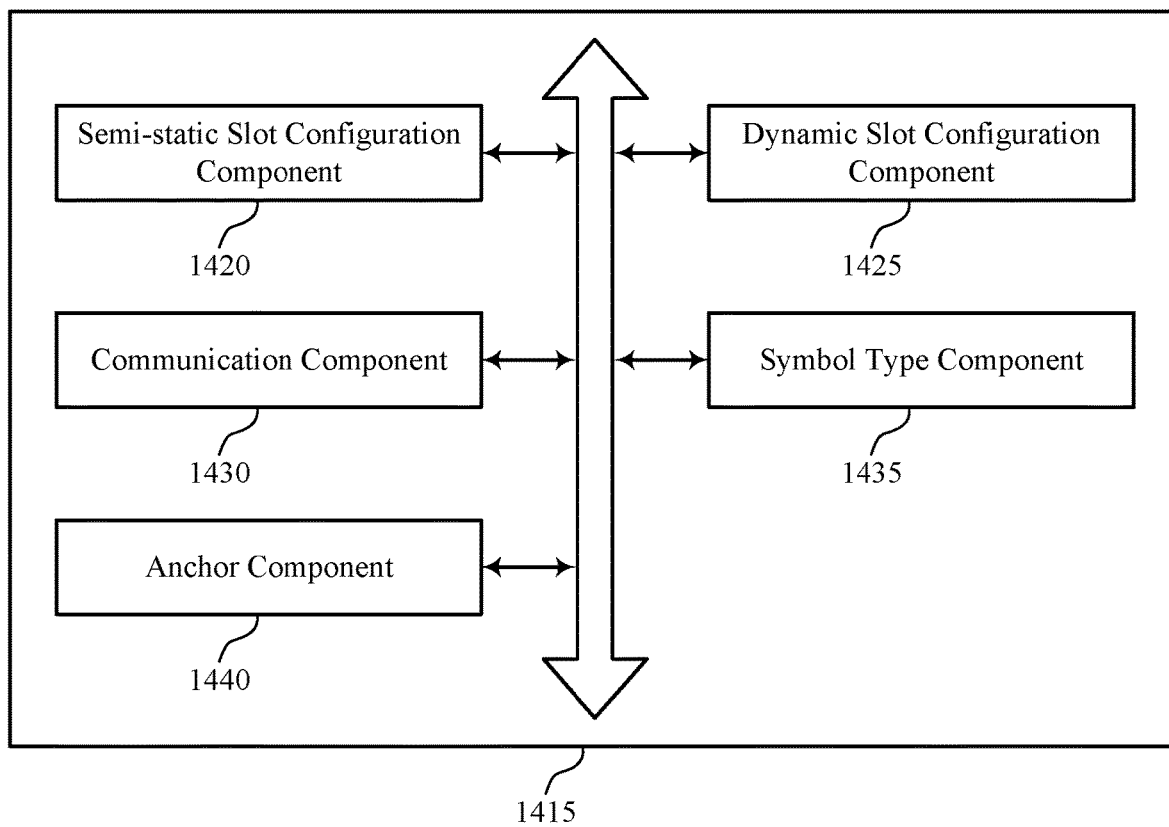 Semi-static Slot Configuration
Component
1420
Dynamic Slot Configuration
Component
1425
Communication Component
1430
Symbol Type Component
1435
Anchor Component
1440
1415